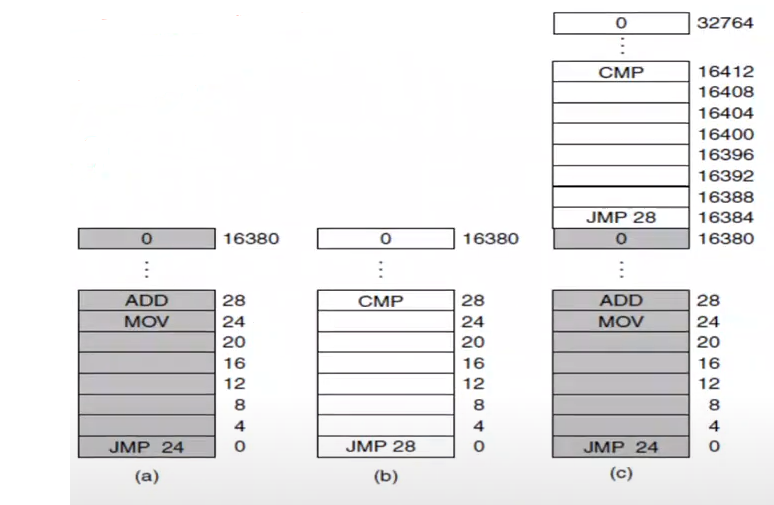 0 32764
⋮
CMP 16412
16408
16404
16400
16396
16392
16388
JMP 28 16384
0 16380 0 16380 0 16380
⋮ ⋮ ⋮
ADD 28 CMP 28 ADD 28
MOV 24 24 MOV 24
20 20 20
16 16 16
12 12 12
8 8 8
4 4 4
JMP 24 0 JMP 28 0 JMP 24 0
(a) (b) (c)